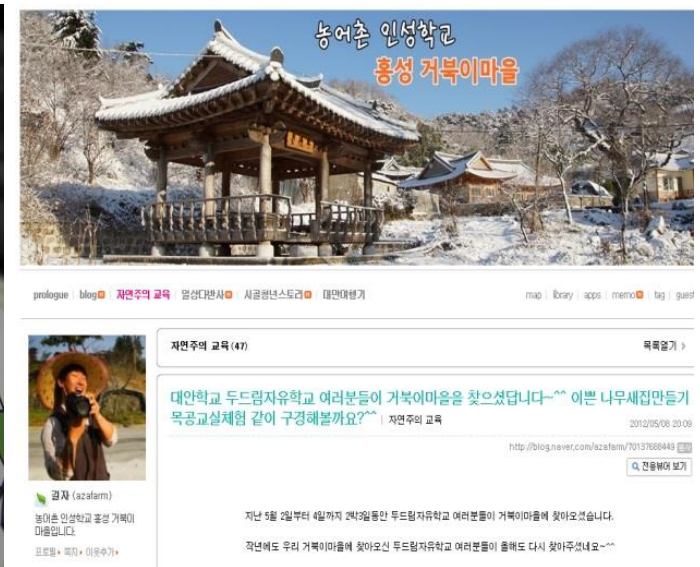 농어촌 인성학교
홍성 거북이마을
prologue | blog | 자연주의 교육 | 일상다반사 | 시골청년스토리 | 대만여행기
map | library | apps | memo | tag | guest
자연주의 교육 (47)
목록열기
대안학교 두드림자유학교 여러분들이 거북이마을을 찾으셨답니다~^^ 이쁜 나무새집만들기
목공교실체험 같이 구경해볼까요?^^ | 자연주의 교육
2012/05/08 20:09
http://blog.naver.com/azafarm/70137688449 복사
전용뷰어 보기
결자 (azafarm)
농어촌 인성학교 홍성 거북이
마을입니다.
프로필 쪽지 이웃추가
지난 5월 2일부터 4일까지 2박3일동안 두드림자유학교 여러분들이 거북이마을에 찾아오셨습니다.
작년에도 우리 거북이마을에 찾아오신 두드림자유학교 여러분들이 올해도 다시 찾아주셨네요~^^